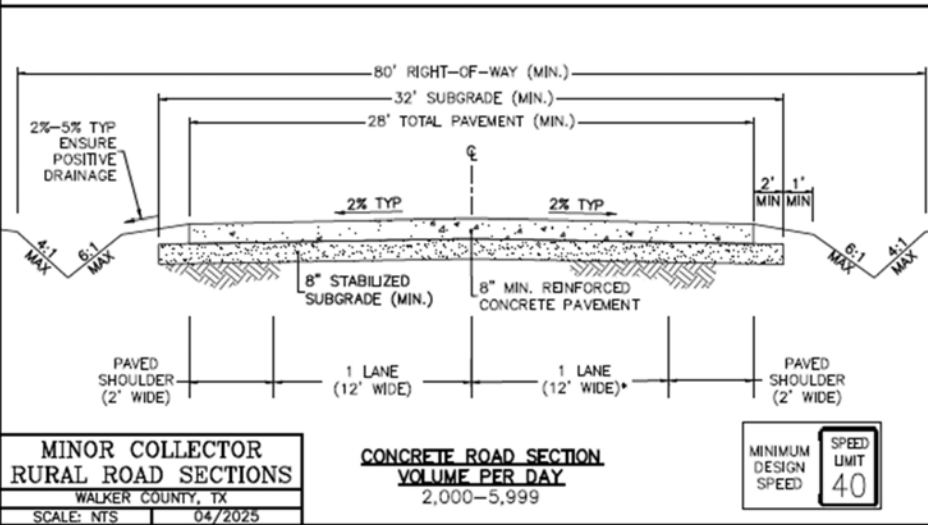 80' RIGHT-OF-WAY (MIN.)
32' SUBGRADE (MIN.)
28' TOTAL PAVEMENT (MIN.)
2%-5% TYP
ENSURE
POSITIVE
DRAINAGE
℄
2% TYP
2% TYP
2'
MIN
1'
MIN
4:1
MAX
6:1
MAX
6:1
MAX
4:1
MAX
8" STABILIZED
SUBGRADE (MIN.)
8" MIN. REINFORCED
CONCRETE PAVEMENT
PAVED
SHOULDER
(2' WIDE)
1 LANE
(12' WIDE)
1 LANE
(12' WIDE)*
PAVED
SHOULDER
(2' WIDE)
MINOR COLLECTOR
RURAL ROAD SECTIONS
WALKER COUNTY, TX
SCALE: NTS 04/2025
CONCRETE ROAD SECTION
VOLUME PER DAY
2,000-5,999
MINIMUM
DESIGN
SPEED
SPEED
LIMIT
40